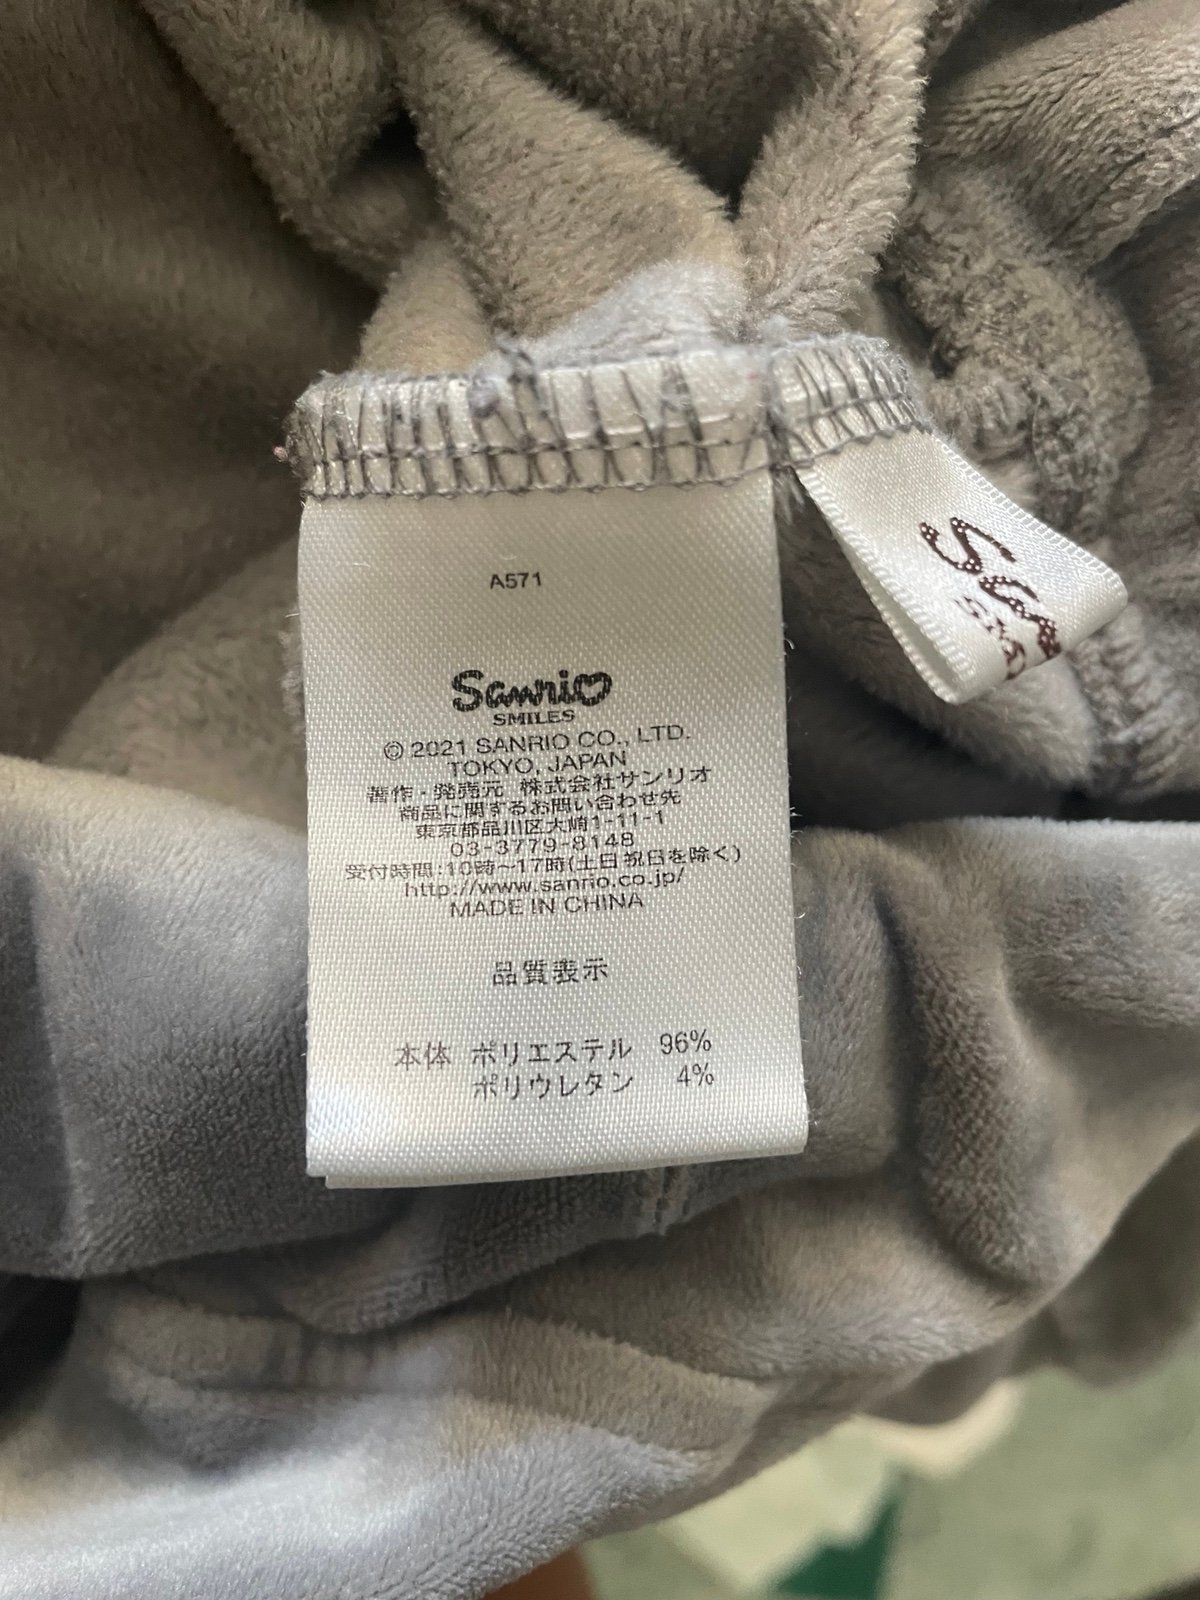 A571
Sanrio
SMILES
© 2021 SANRIO CO., LTD.
TOKYO, JAPAN
著作・発売元 株式会社サンリオ
商品に関するお問い合わせ先
東京都品川区大崎1-11-1
03-3779-8148
受付時間:10時～17時(土日祝日を除く)
http://www.sanrio.co.jp/
MADE IN CHINA
品質表示
本体 ポリエステル 96%
ポリウレタン 4%